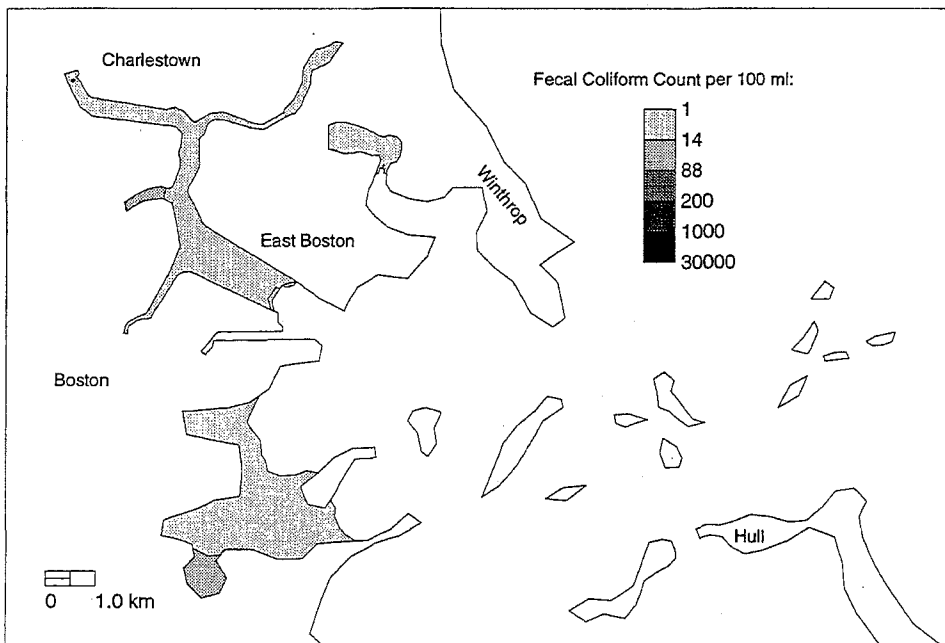 Charlestown
Fecal Coliform Count per 100 ml:
1
14
88
200
1000
30000
Winthrop
East Boston
Boston
Hull
0 1.0 km